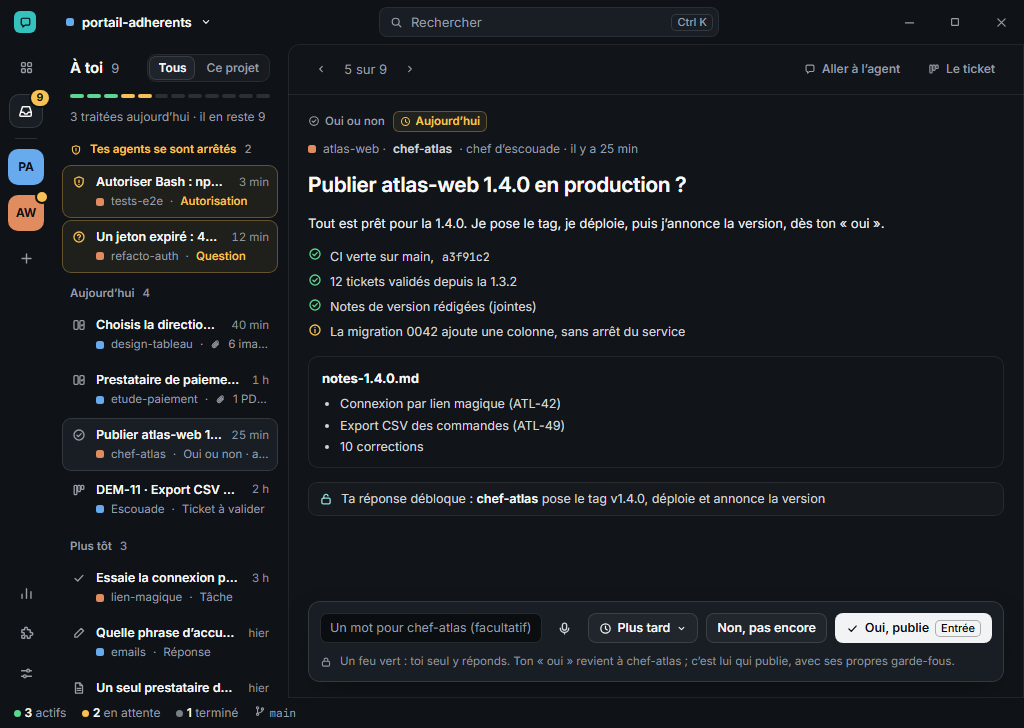 portail-adherents
Rechercher
Ctrl K
À toi 9
Tous
Ce projet
3 traitées aujourd’hui · il en reste 9
9
PA
AW
Tes agents se sont arrêtés 2
Autoriser Bash : np... 3 min
tests-e2e · Autorisation
Un jeton expiré : 4... 12 min
refacto-auth · Question
Aujourd’hui 4
Choisis la directio... 40 min
design-tableau · 6 ima...
Prestataire de paieme... 1 h
etude-paiement · 1 PD...
Publier atlas-web 1... 25 min
chef-atlas · Oui ou non · a...
DEM-11 · Export CSV ... 2 h
Escouade · Ticket à valider
Plus tôt 3
Essaie la connexion p... 3 h
lien-magique · Tâche
Quelle phrase d’accu... hier
emails · Réponse
Un seul prestataire d... hier
5 sur 9
Aller à l’agent
Le ticket
Oui ou non
Aujourd’hui
atlas-web · chef-atlas · chef d’escouade · il y a 25 min
Publier atlas-web 1.4.0 en production ?
Tout est prêt pour la 1.4.0. Je pose le tag, je déploie, puis j’annonce la version, dès ton « oui ».
CI verte sur main, a3f91c2
12 tickets validés depuis la 1.3.2
Notes de version rédigées (jointes)
La migration 0042 ajoute une colonne, sans arrêt du service
notes-1.4.0.md
• Connexion par lien magique (ATL-42)
• Export CSV des commandes (ATL-49)
• 10 corrections
Ta réponse débloque : chef-atlas pose le tag v1.4.0, déploie et annonce la version
Un mot pour chef-atlas (facultatif)
Plus tard
Non, pas encore
Oui, publie Entrée
Un feu vert : toi seul y réponds. Ton « oui » revient à chef-atlas ; c’est lui qui publie, avec ses propres garde-fous.
3 actifs
2 en attente
1 terminé
main